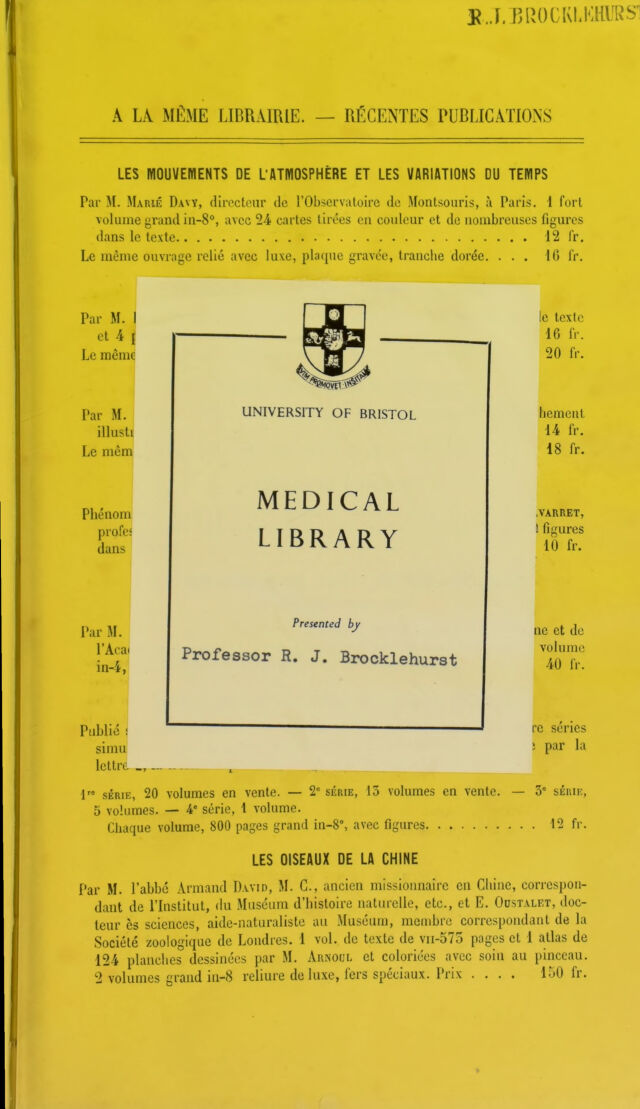 R. J. BROCKLEHURST
A LA MÊME LIBRAIRIE. — RÉCENTES PUBLICATIONS
LES MOUVEMENTS DE L'ATMOSPHÈRE ET LES VARIATIONS DU TEMPS
Par M. MARIÉ DAVY, directeur de l'Observatoire de Montsouris, à Paris. 1 fort
volume grand in-8°, avec 24 cartes tirées en couleur et de nombreuses figures
dans le texte. . . . . . . . . . . . . . . . . . . . . . . . . . . . 12 fr.
Le même ouvrage relié avec luxe, plaque gravée, tranche dorée. . . . 16 fr.
Par M. e texte
et 4 16 fr.
Le même 20 fr.
Par M. hement
illust 14 fr.
Le mêm 18 fr.
Phénom VARRET,
profes figures
dans 10 fr.
Par M. ne et de
l'Aca volume
in-4, 40 fr.
Publié re séries
simu par la
lettre
VIM PROMOVET INSITAM
UNIVERSITY OF BRISTOL
MEDICAL
LIBRARY
Presented by
Professor R. J. Brocklehurst
1re SÉRIE, 20 volumes en vente. — 2e SÉRIE, 13 volumes en vente. — 3e SÉRIE,
5 volumes. — 4e série, 1 volume.
Chaque volume, 800 pages grand in-8°, avec figures. . . . . . . . . . 12 fr.
LES OISEAUX DE LA CHINE
Par M. l'abbé Armand DAVID, M. C., ancien missionnaire en Chine, correspon-
dant de l'Institut, du Muséum d'histoire naturelle, etc., et E. OUSTALET, doc-
teur ès sciences, aide-naturaliste au Muséum, membre correspondant de la
Société zoologique de Londres. 1 vol. de texte de VII-573 pages et 1 atlas de
124 planches dessinées par M. ARNOUL et coloriées avec soin au pinceau.
2 volumes grand in-8 reliure de luxe, fers spéciaux. Prix . . . . 150 fr.